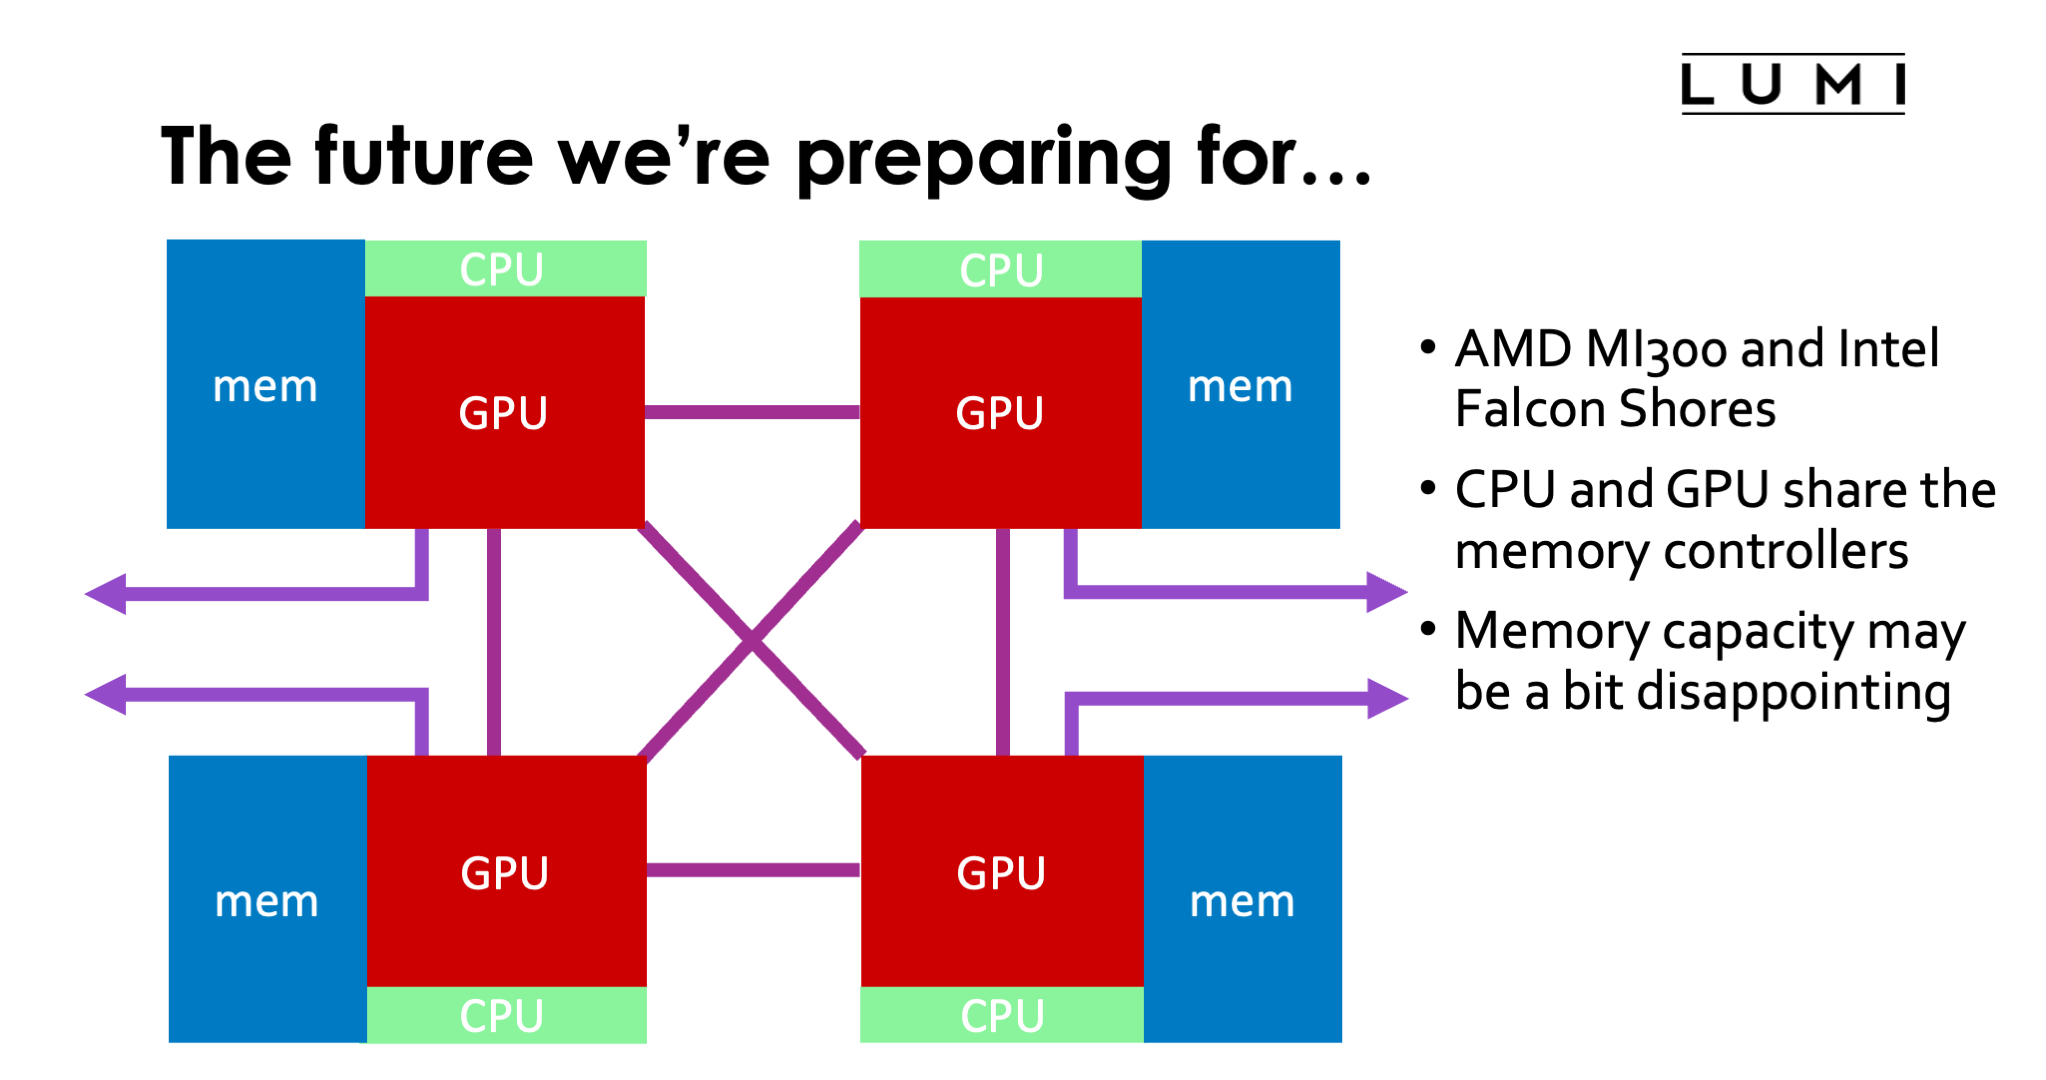 LUMI
The future we’re preparing for...
CPU
CPU
mem
GPU
GPU
mem
• AMD MI300 and Intel
Falcon Shores
• CPU and GPU share the
memory controllers
• Memory capacity may
be a bit disappointing
mem
GPU
GPU
mem
CPU
CPU